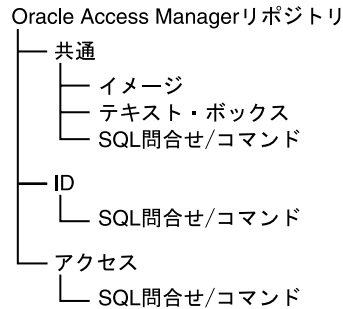 Oracle Access Managerリポジトリ
共通
イメージ
テキスト・ボックス
SQL問合せ/コマンド
ID
SQL問合せ/コマンド
アクセス
SQL問合せ/コマンド